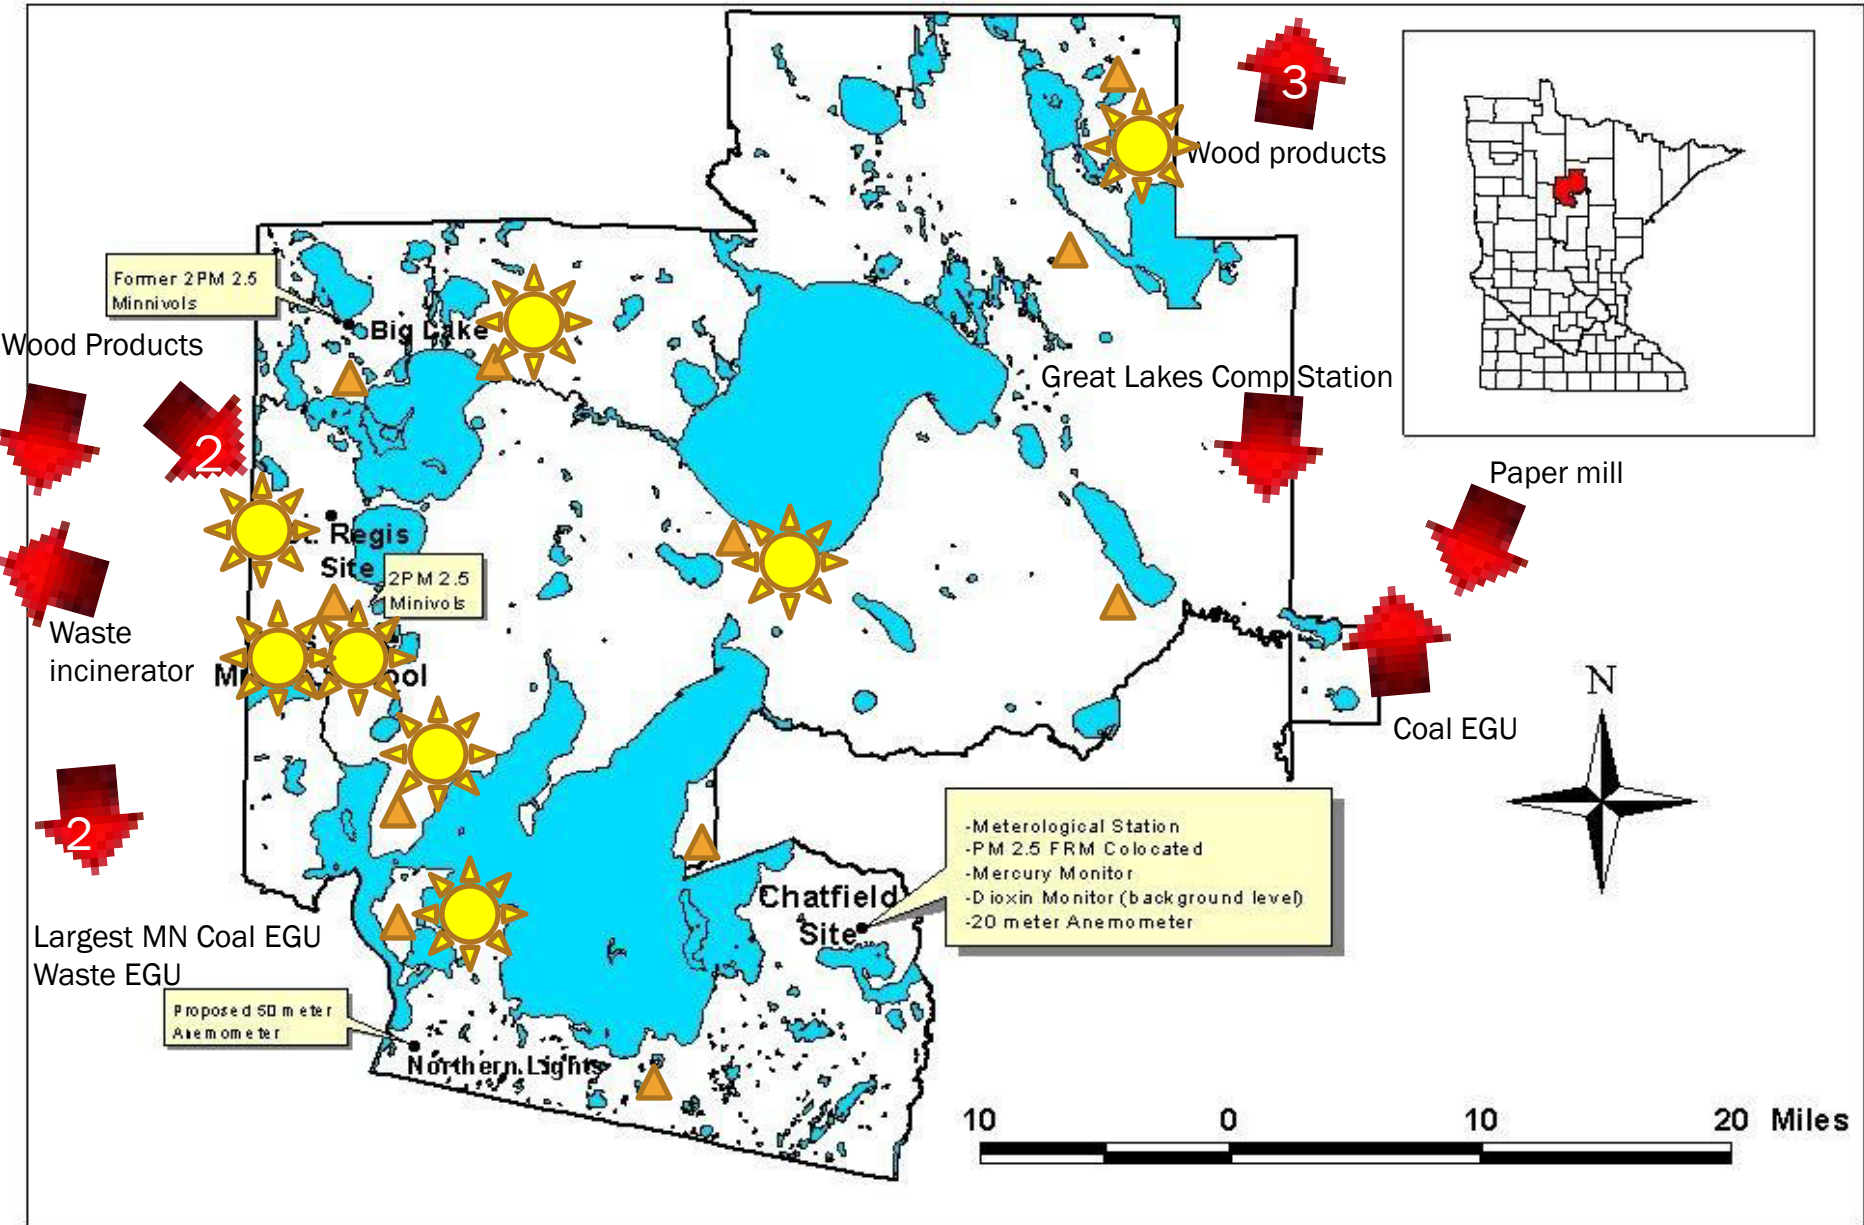 3
Wood products
Former 2PM 2.5
Minnivols
Big Lake
Wood Products
Great Lakes Comp Station
2
Paper mill
Regis
Site
2PM 2.5
Minivols
Waste
incinerator
N
Coal EGU
2
-Meterological Station
-PM 2.5 FRM Colocated
-Mercury Monitor
-Dioxin Monitor (background level)
-20 meter Anemometer
Chatfield
Site
Largest MN Coal EGU
Waste EGU
Proposed 50 meter
Anemometer
Northern Lights
10 0 10 20 Miles